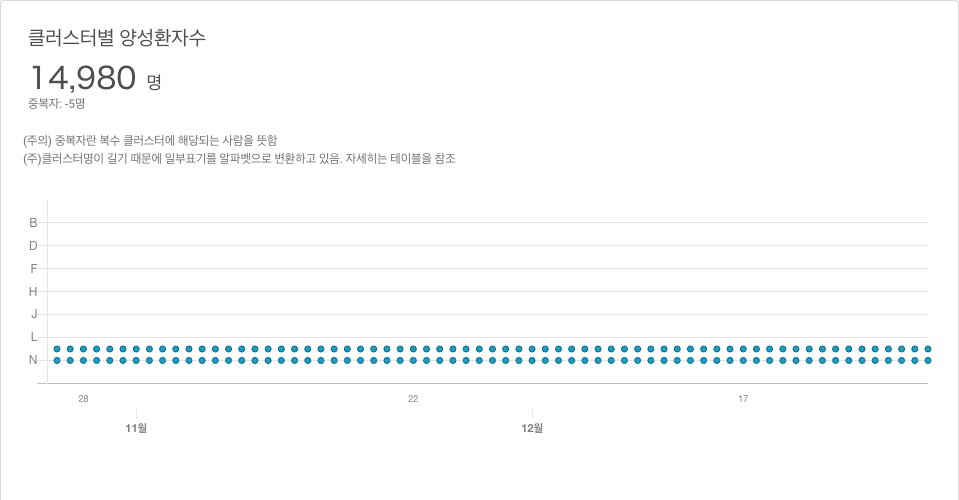 클러스터별 양성환자수
14,980 명
중복자: -5명
(주의) 중복자란 복수 클러스터에 해당되는 사람을 뜻함
(주)클러스터명이 길기 때문에 일부표기를 알파벳으로 변환하고 있음. 자세히는 테이블을 참조
B
D
F
H
J
L
N
28 22 17
11월 12월